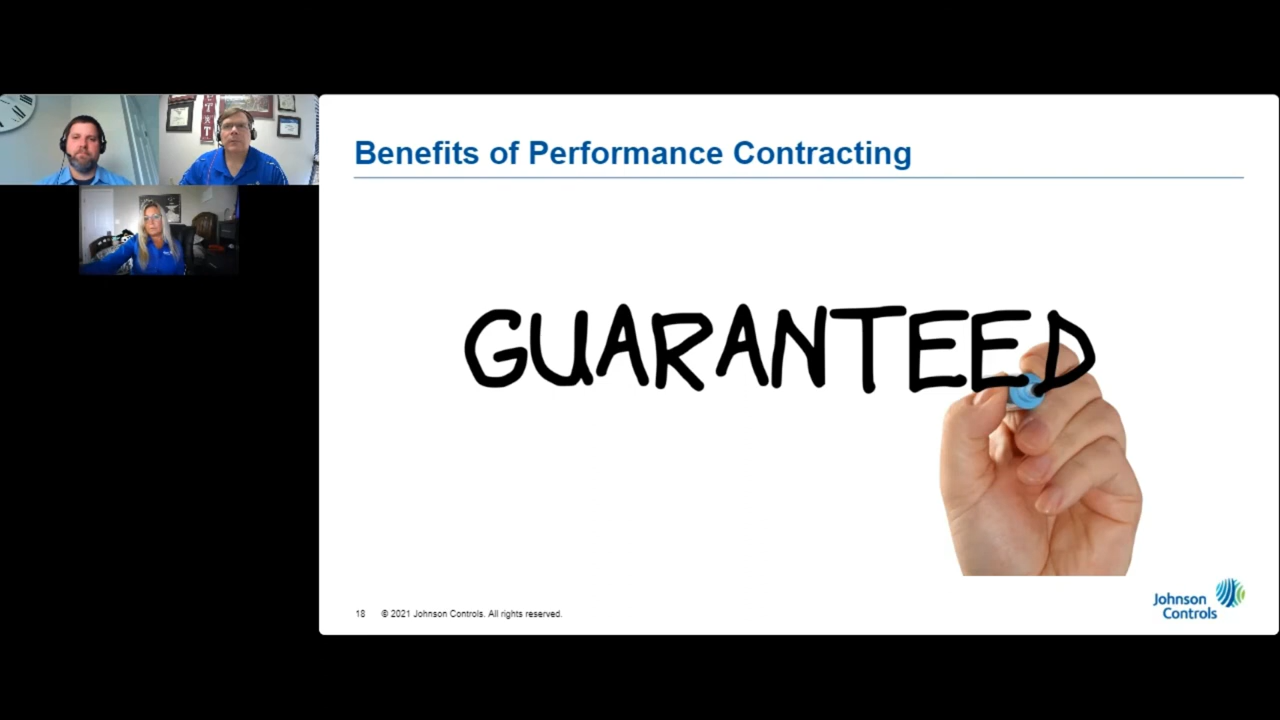 Benefits of Performance Contracting
GUARANTEED
18 © 2021 Johnson Controls. All rights reserved.
Johnson
Controls